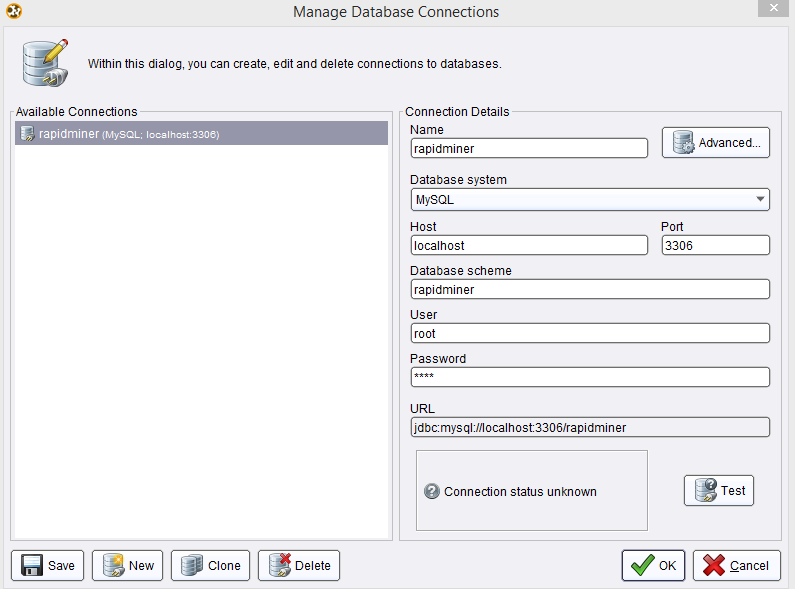 Manage Database Connections
Within this dialog, you can create, edit and delete connections to databases.
Available Connections
rapidminer (MySQL; localhost:3306)
Connection Details
Name
rapidminer
Advanced...
Database system
MySQL
Host
Port
localhost
3306
Database scheme
rapidminer
User
root
Password
****
URL
jdbc:mysql://localhost:3306/rapidminer
Connection status unknown
Test
Save
New
Clone
Delete
OK
Cancel